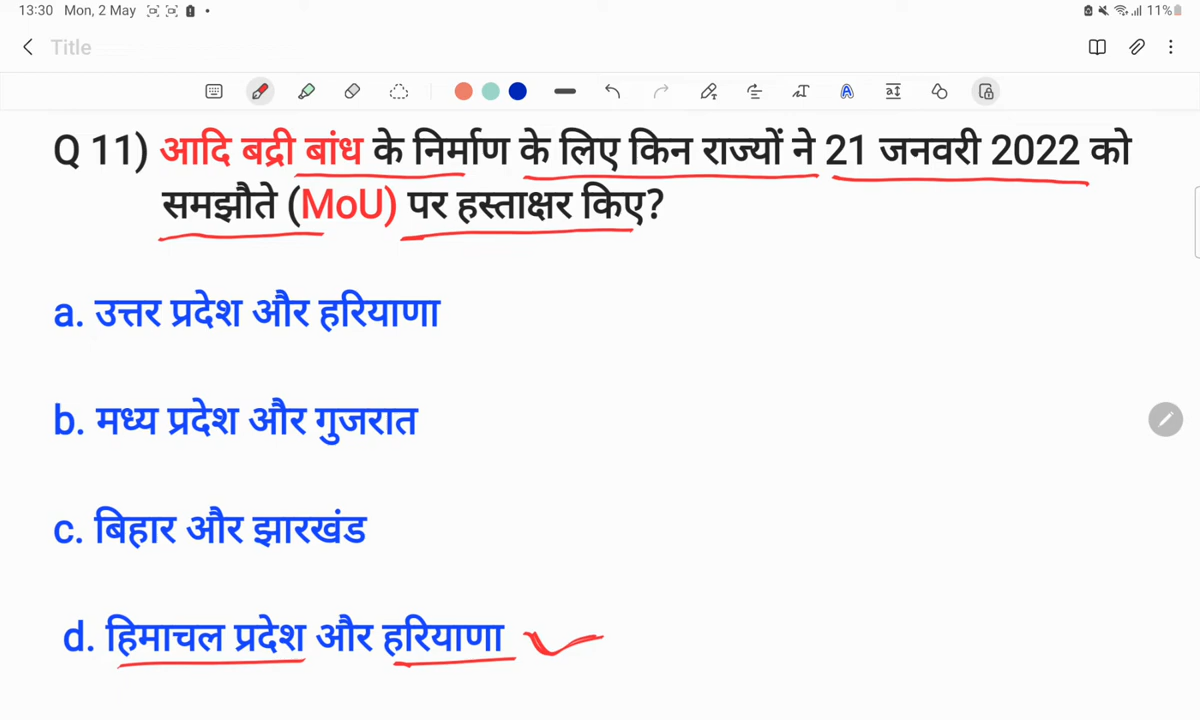 13:30 Mon, 2 May 11%
Title
Q 11) आदि बद्री बांध के निर्माण के लिए किन राज्यों ने 21 जनवरी 2022 को
समझौते (MoU) पर हस्ताक्षर किए?
a. उत्तर प्रदेश और हरियाणा
b. मध्य प्रदेश और गुजरात
c. बिहार और झारखंड
d. हिमाचल प्रदेश और हरियाणा